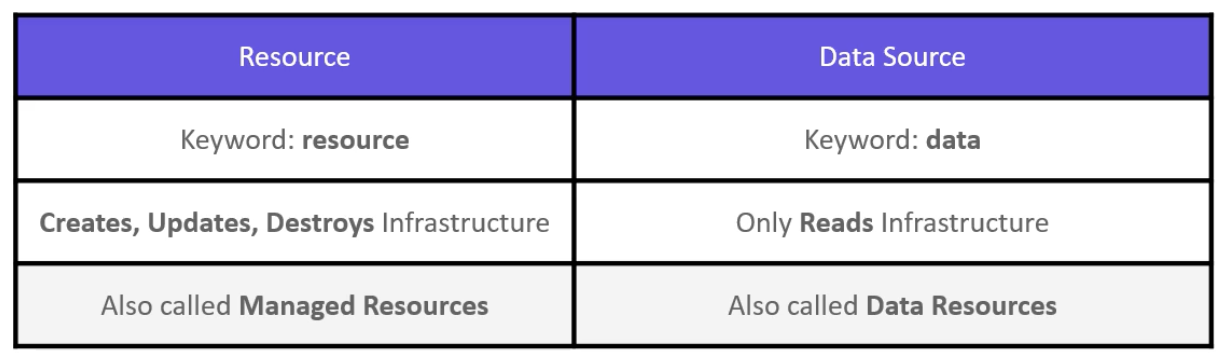 Resource
Data Source
Keyword: resource
Keyword: data
Creates, Updates, Destroys Infrastructure
Only Reads Infrastructure
Also called Managed Resources
Also called Data Resources